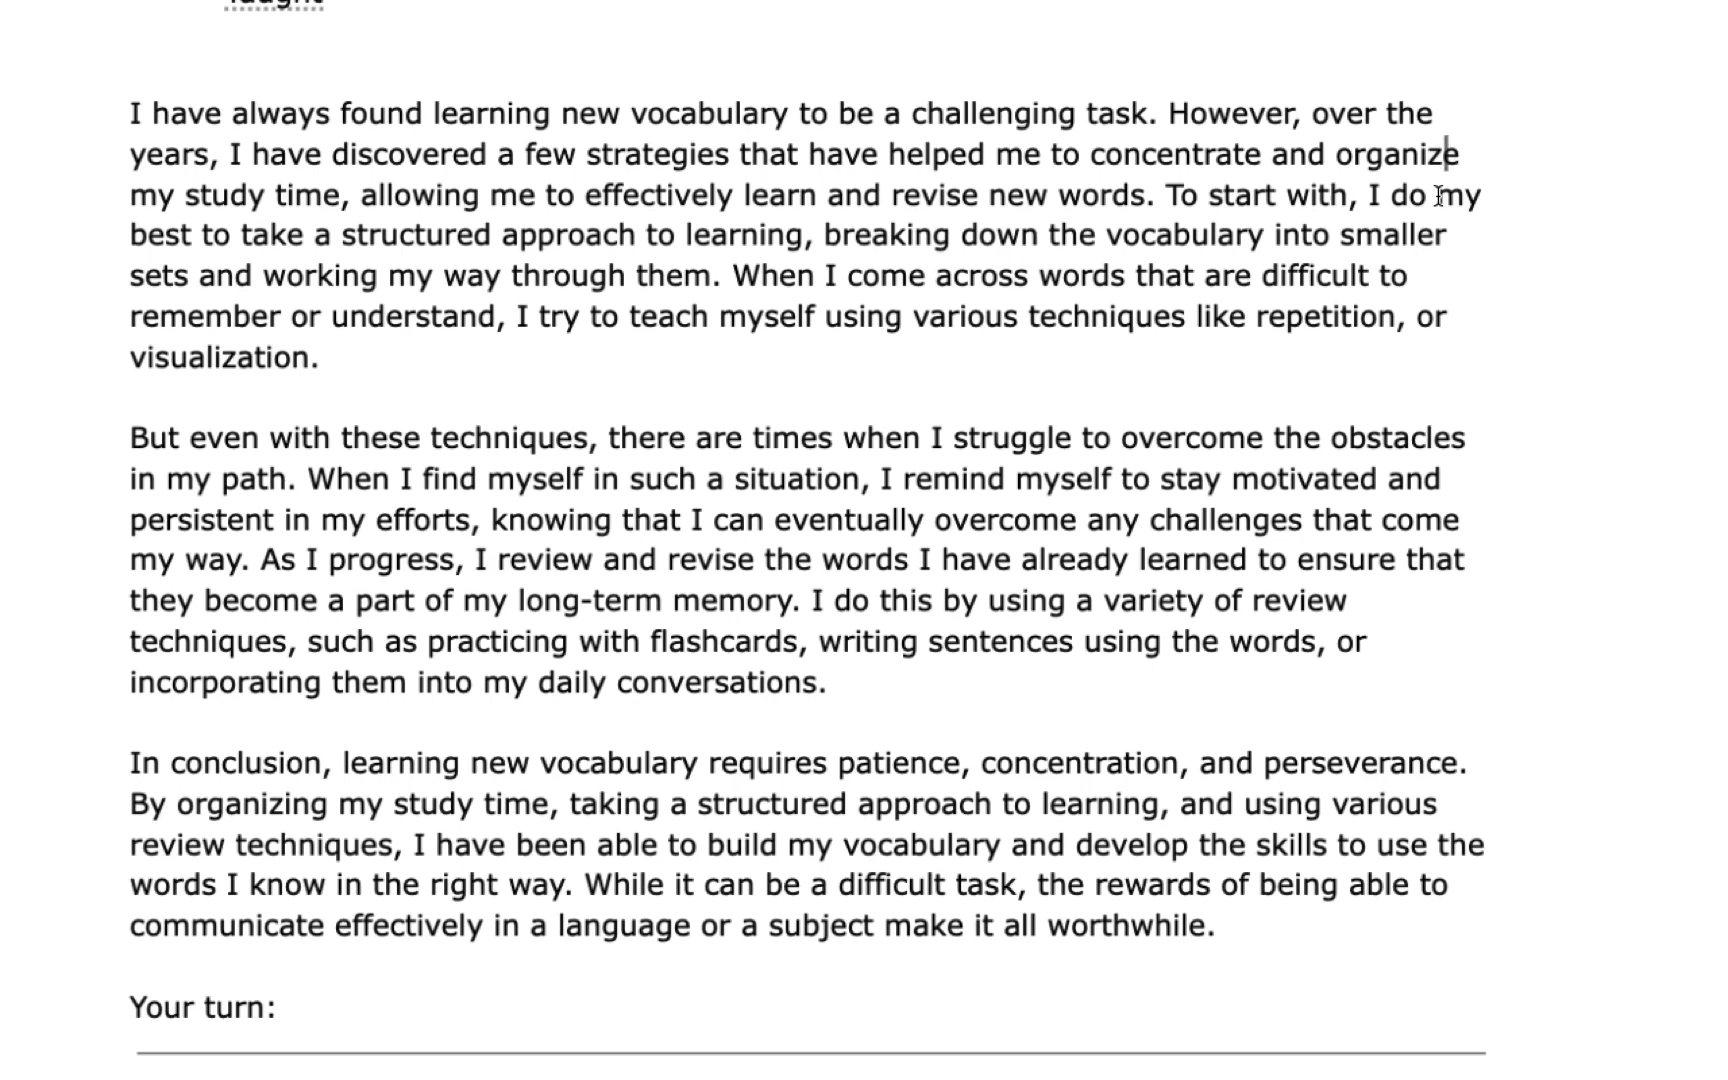 I have always found learning new vocabulary to be a challenging task. However, over the
years, I have discovered a few strategies that have helped me to concentrate and organize
my study time, allowing me to effectively learn and revise new words. To start with, I do my
best to take a structured approach to learning, breaking down the vocabulary into smaller
sets and working my way through them. When I come across words that are difficult to
remember or understand, I try to teach myself using various techniques like repetition, or
visualization.
But even with these techniques, there are times when I struggle to overcome the obstacles
in my path. When I find myself in such a situation, I remind myself to stay motivated and
persistent in my efforts, knowing that I can eventually overcome any challenges that come
my way. As I progress, I review and revise the words I have already learned to ensure that
they become a part of my long-term memory. I do this by using a variety of review
techniques, such as practicing with flashcards, writing sentences using the words, or
incorporating them into my daily conversations.
In conclusion, learning new vocabulary requires patience, concentration, and perseverance.
By organizing my study time, taking a structured approach to learning, and using various
review techniques, I have been able to build my vocabulary and develop the skills to use the
words I know in the right way. While it can be a difficult task, the rewards of being able to
communicate effectively in a language or a subject make it all worthwhile.
Your turn: